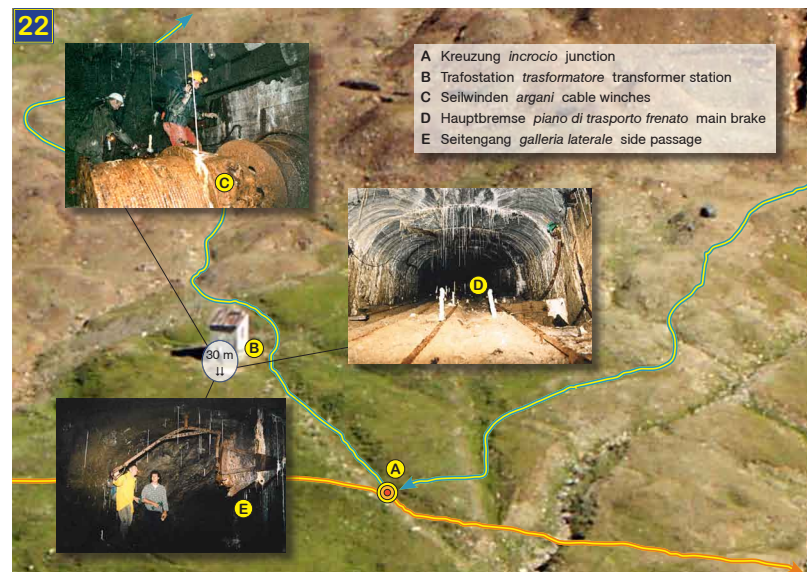 22
A Kreuzung incrocio junction
B Trafostation trasformatore transformer station
C Seilwinden argani cable winches
D Hauptbremse piano di trasporto frenato main brake
E Seitengang galleria laterale side passage
C
D
30 m
↓↓
B
A
E